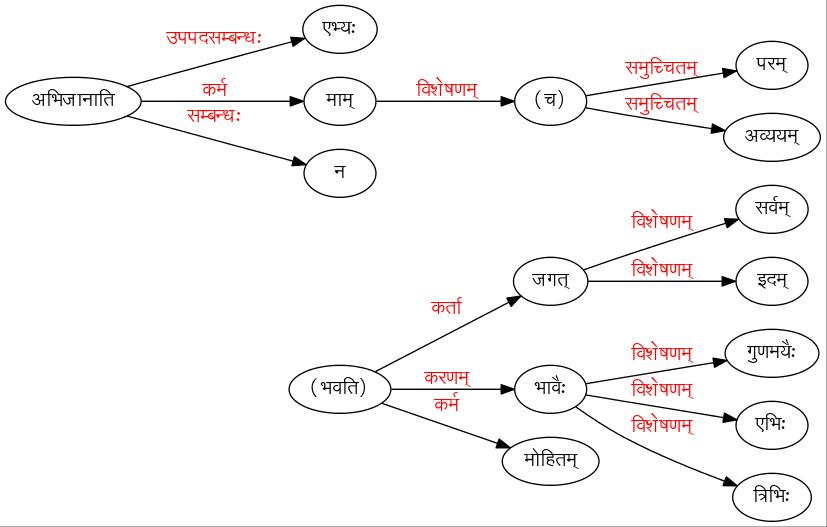 एभ्यः
उपपदसम्बन्धः
अभिजानाति
कर्म
माम्
विशेषणम्
(च)
समुच्चितम्
परम्
समुच्चितम्
अव्ययम्
सम्बन्धः
न
सर्वम्
विशेषणम्
जगत्
विशेषणम्
इदम्
कर्ता
गुणमयैः
विशेषणम्
(भवति)
करणम्
भावैः
विशेषणम्
एभिः
कर्म
विशेषणम्
मोहितम्
त्रिभिः